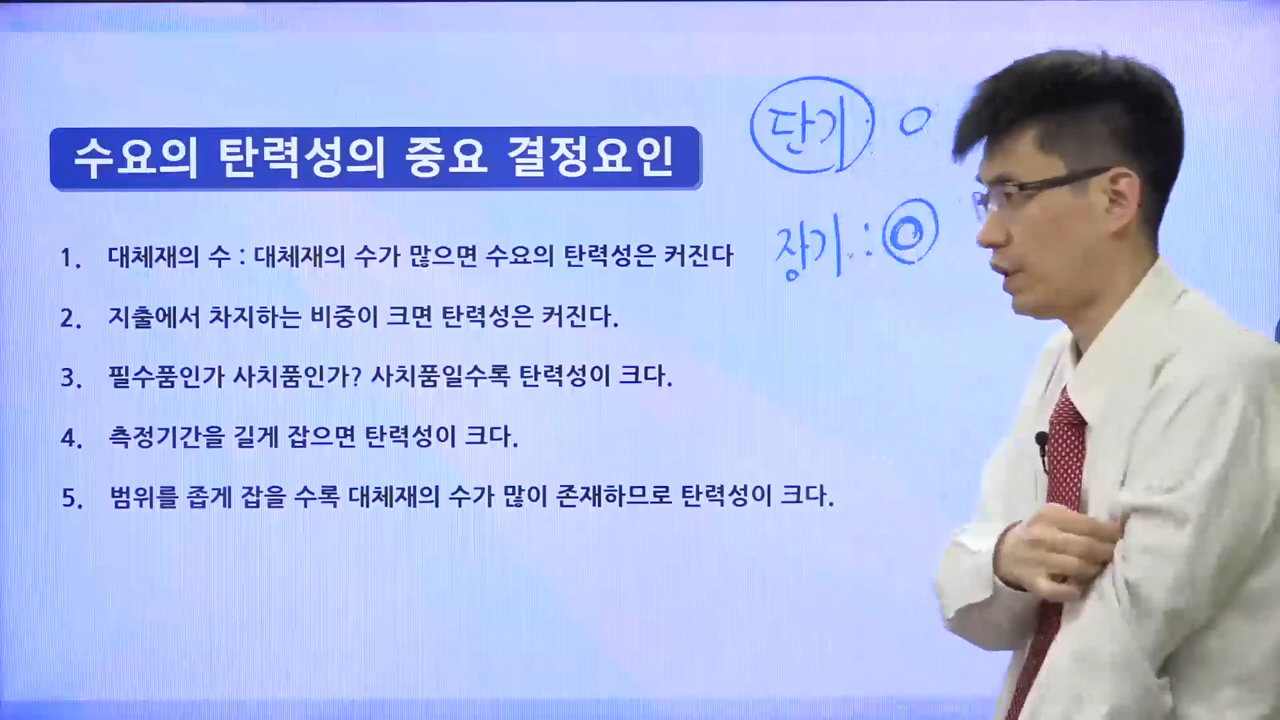 수요의 탄력성의 중요 결정요인
단기 ○
장기 : ◎
1. 대체재의 수 : 대체재의 수가 많으면 수요의 탄력성은 커진다
2. 지출에서 차지하는 비중이 크면 탄력성은 커진다.
3. 필수품인가 사치품인가? 사치품일수록 탄력성이 크다.
4. 측정기간을 길게 잡으면 탄력성이 크다.
5. 범위를 좁게 잡을 수록 대체재의 수가 많이 존재하므로 탄력성이 크다.